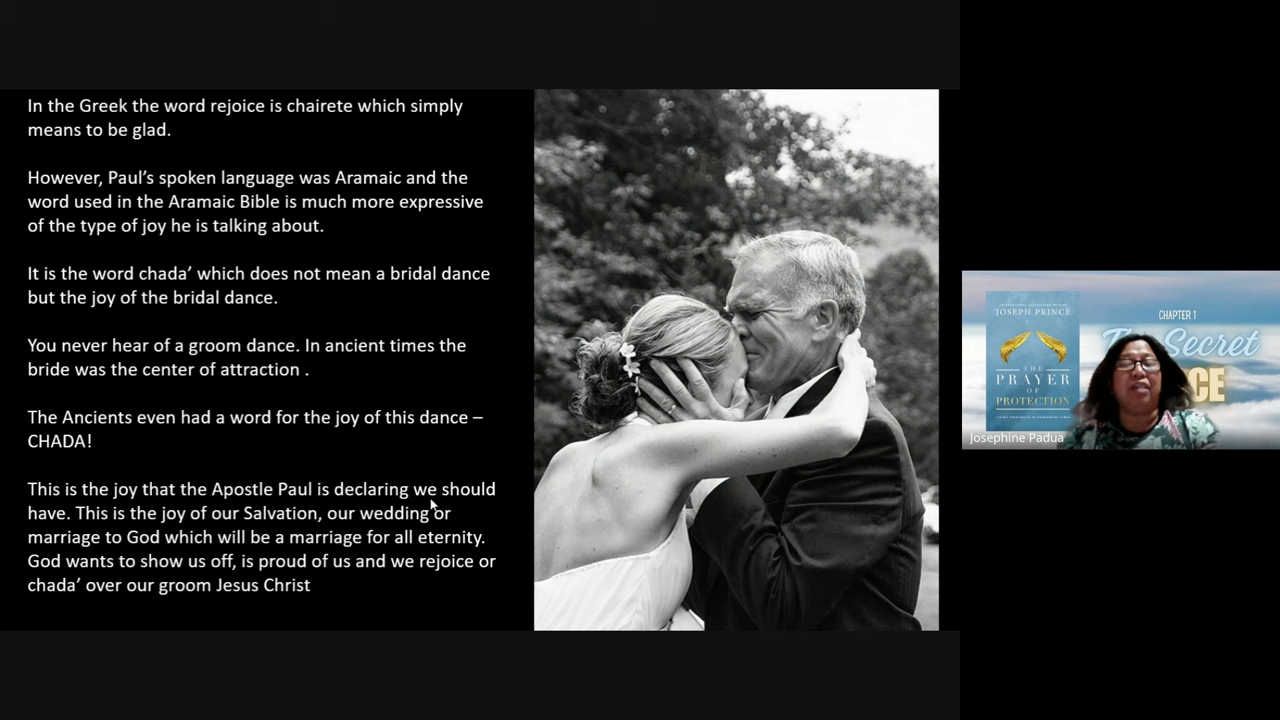 In the Greek the word rejoice is chairete which simply
means to be glad.
However, Paul’s spoken language was Aramaic and the
word used in the Aramaic Bible is much more expressive
of the type of joy he is talking about.
It is the word chada’ which does not mean a bridal dance
but the joy of the bridal dance.
You never hear of a groom dance. In ancient times the
bride was the center of attraction .
The Ancients even had a word for the joy of this dance –
CHADA!
This is the joy that the Apostle Paul is declaring we should
have. This is the joy of our Salvation, our wedding or
marriage to God which will be a marriage for all eternity.
God wants to show us off, is proud of us and we rejoice or
chada’ over our groom Jesus Christ
JOSEPH PRINCE
THE
PRAYER
OF
PROTECTION
CHAPTER 1
Secret
Josephine Padua